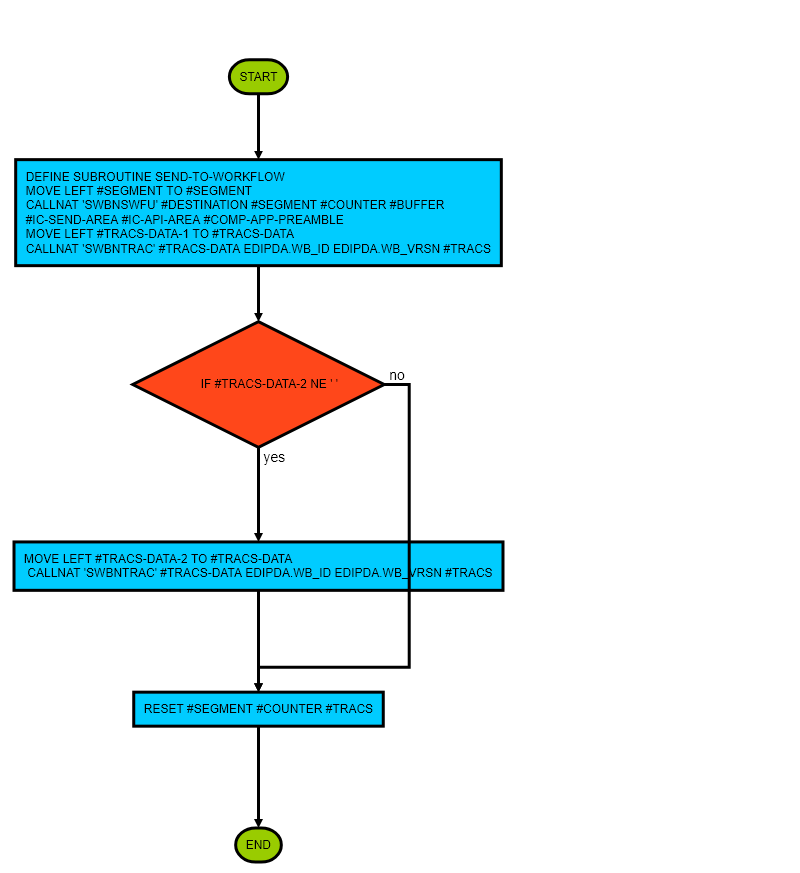 START
DEFINE SUBROUTINE SEND-TO-WORKFLOW
MOVE LEFT #SEGMENT TO #SEGMENT
CALLNAT 'SWBNSWFU' #DESTINATION #SEGMENT #COUNTER #BUFFER
#IC-SEND-AREA #IC-API-AREA #COMP-APP-PREAMBLE
MOVE LEFT #TRACS-DATA-1 TO #TRACS-DATA
CALLNAT 'SWBNTRAC' #TRACS-DATA EDIPDA.WB_ID EDIPDA.WB_VRSN #TRACS
IF #TRACS-DATA-2 NE ' '
no
yes
MOVE LEFT #TRACS-DATA-2 TO #TRACS-DATA
CALLNAT 'SWBNTRAC' #TRACS-DATA EDIPDA.WB_ID EDIPDA.WB_VRSN #TRACS
RESET #SEGMENT #COUNTER #TRACS
END